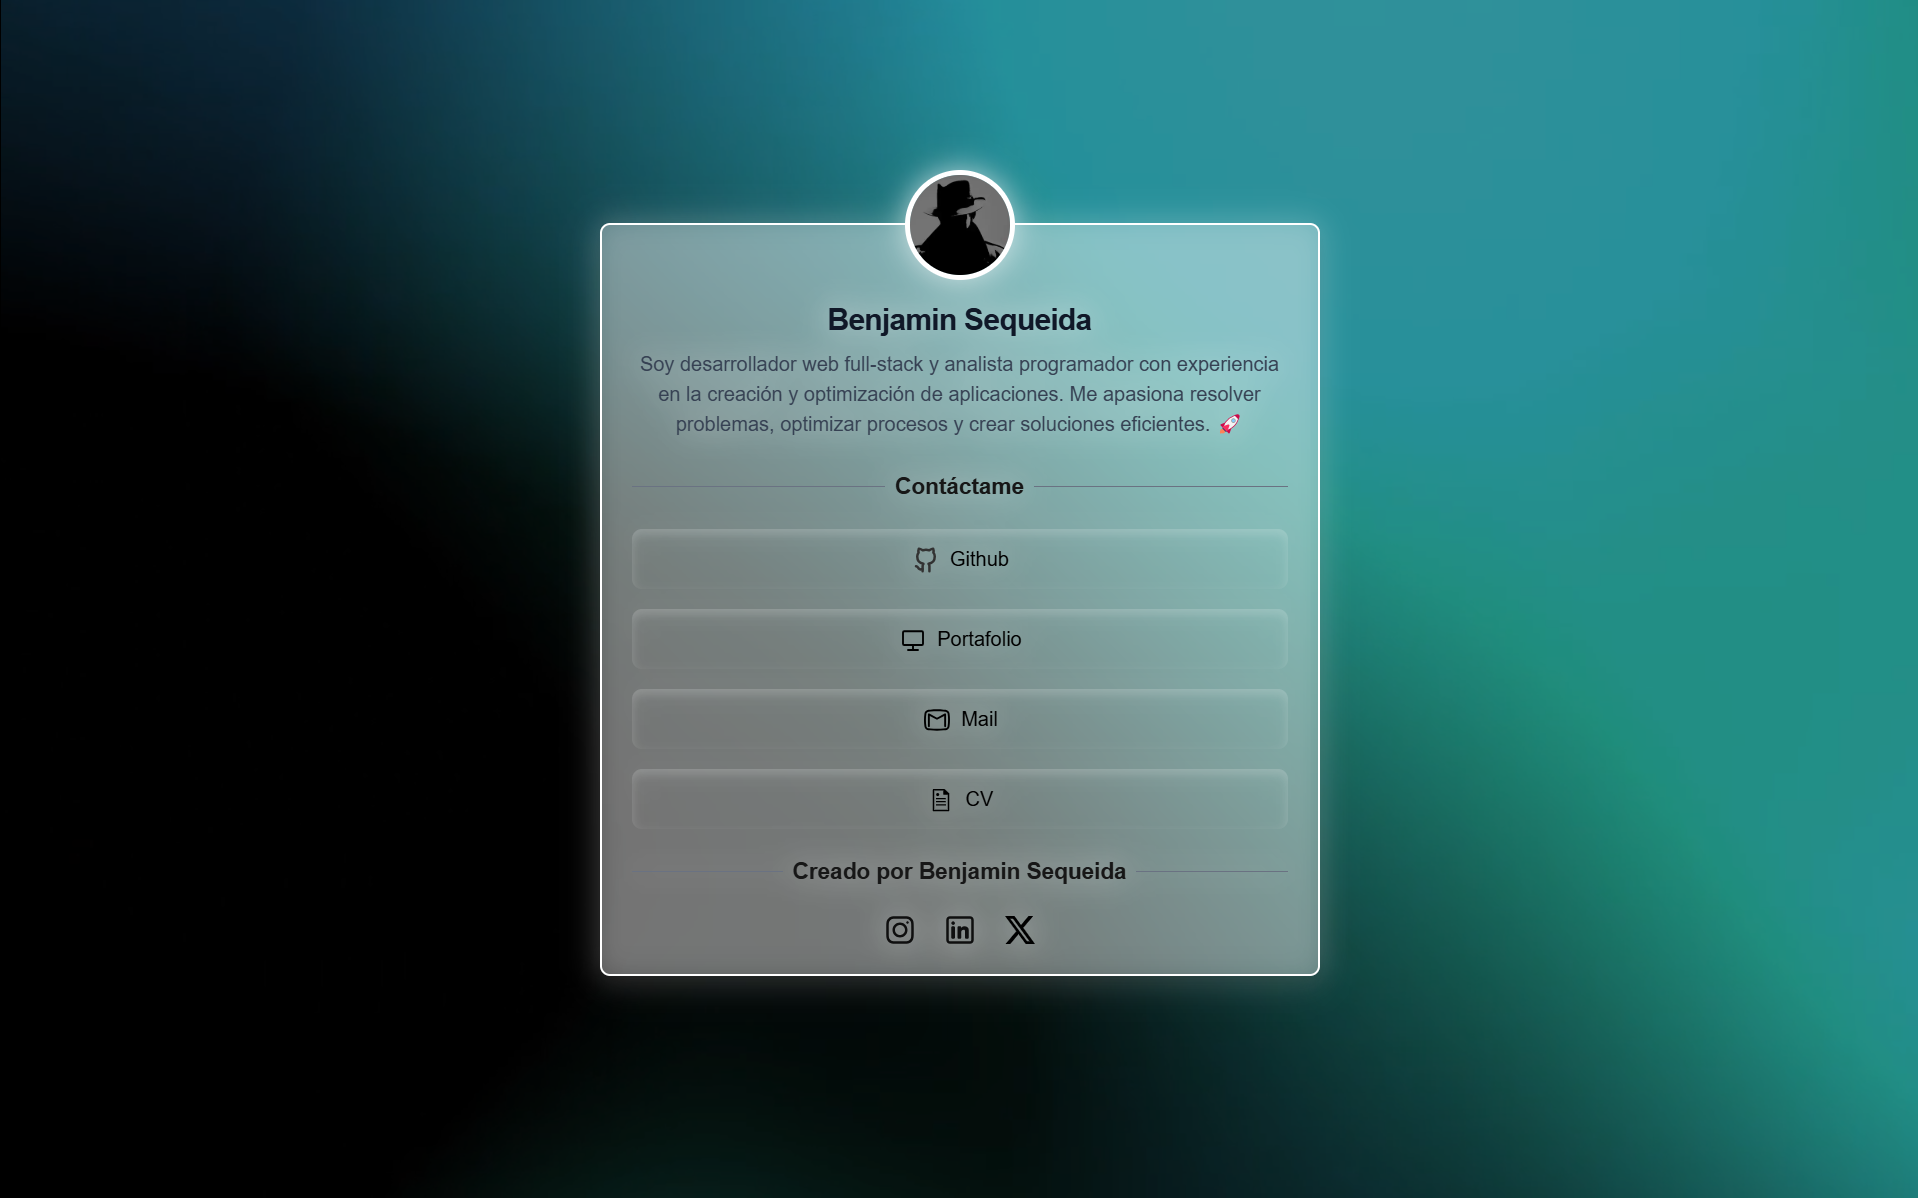 Benjamin Sequeida
Soy desarrollador web full-stack y analista programador con experiencia
en la creación y optimización de aplicaciones. Me apasiona resolver
problemas, optimizar procesos y crear soluciones eficientes. 🚀
Contáctame
Github
Portafolio
Mail
CV
Creado por Benjamin Sequeida